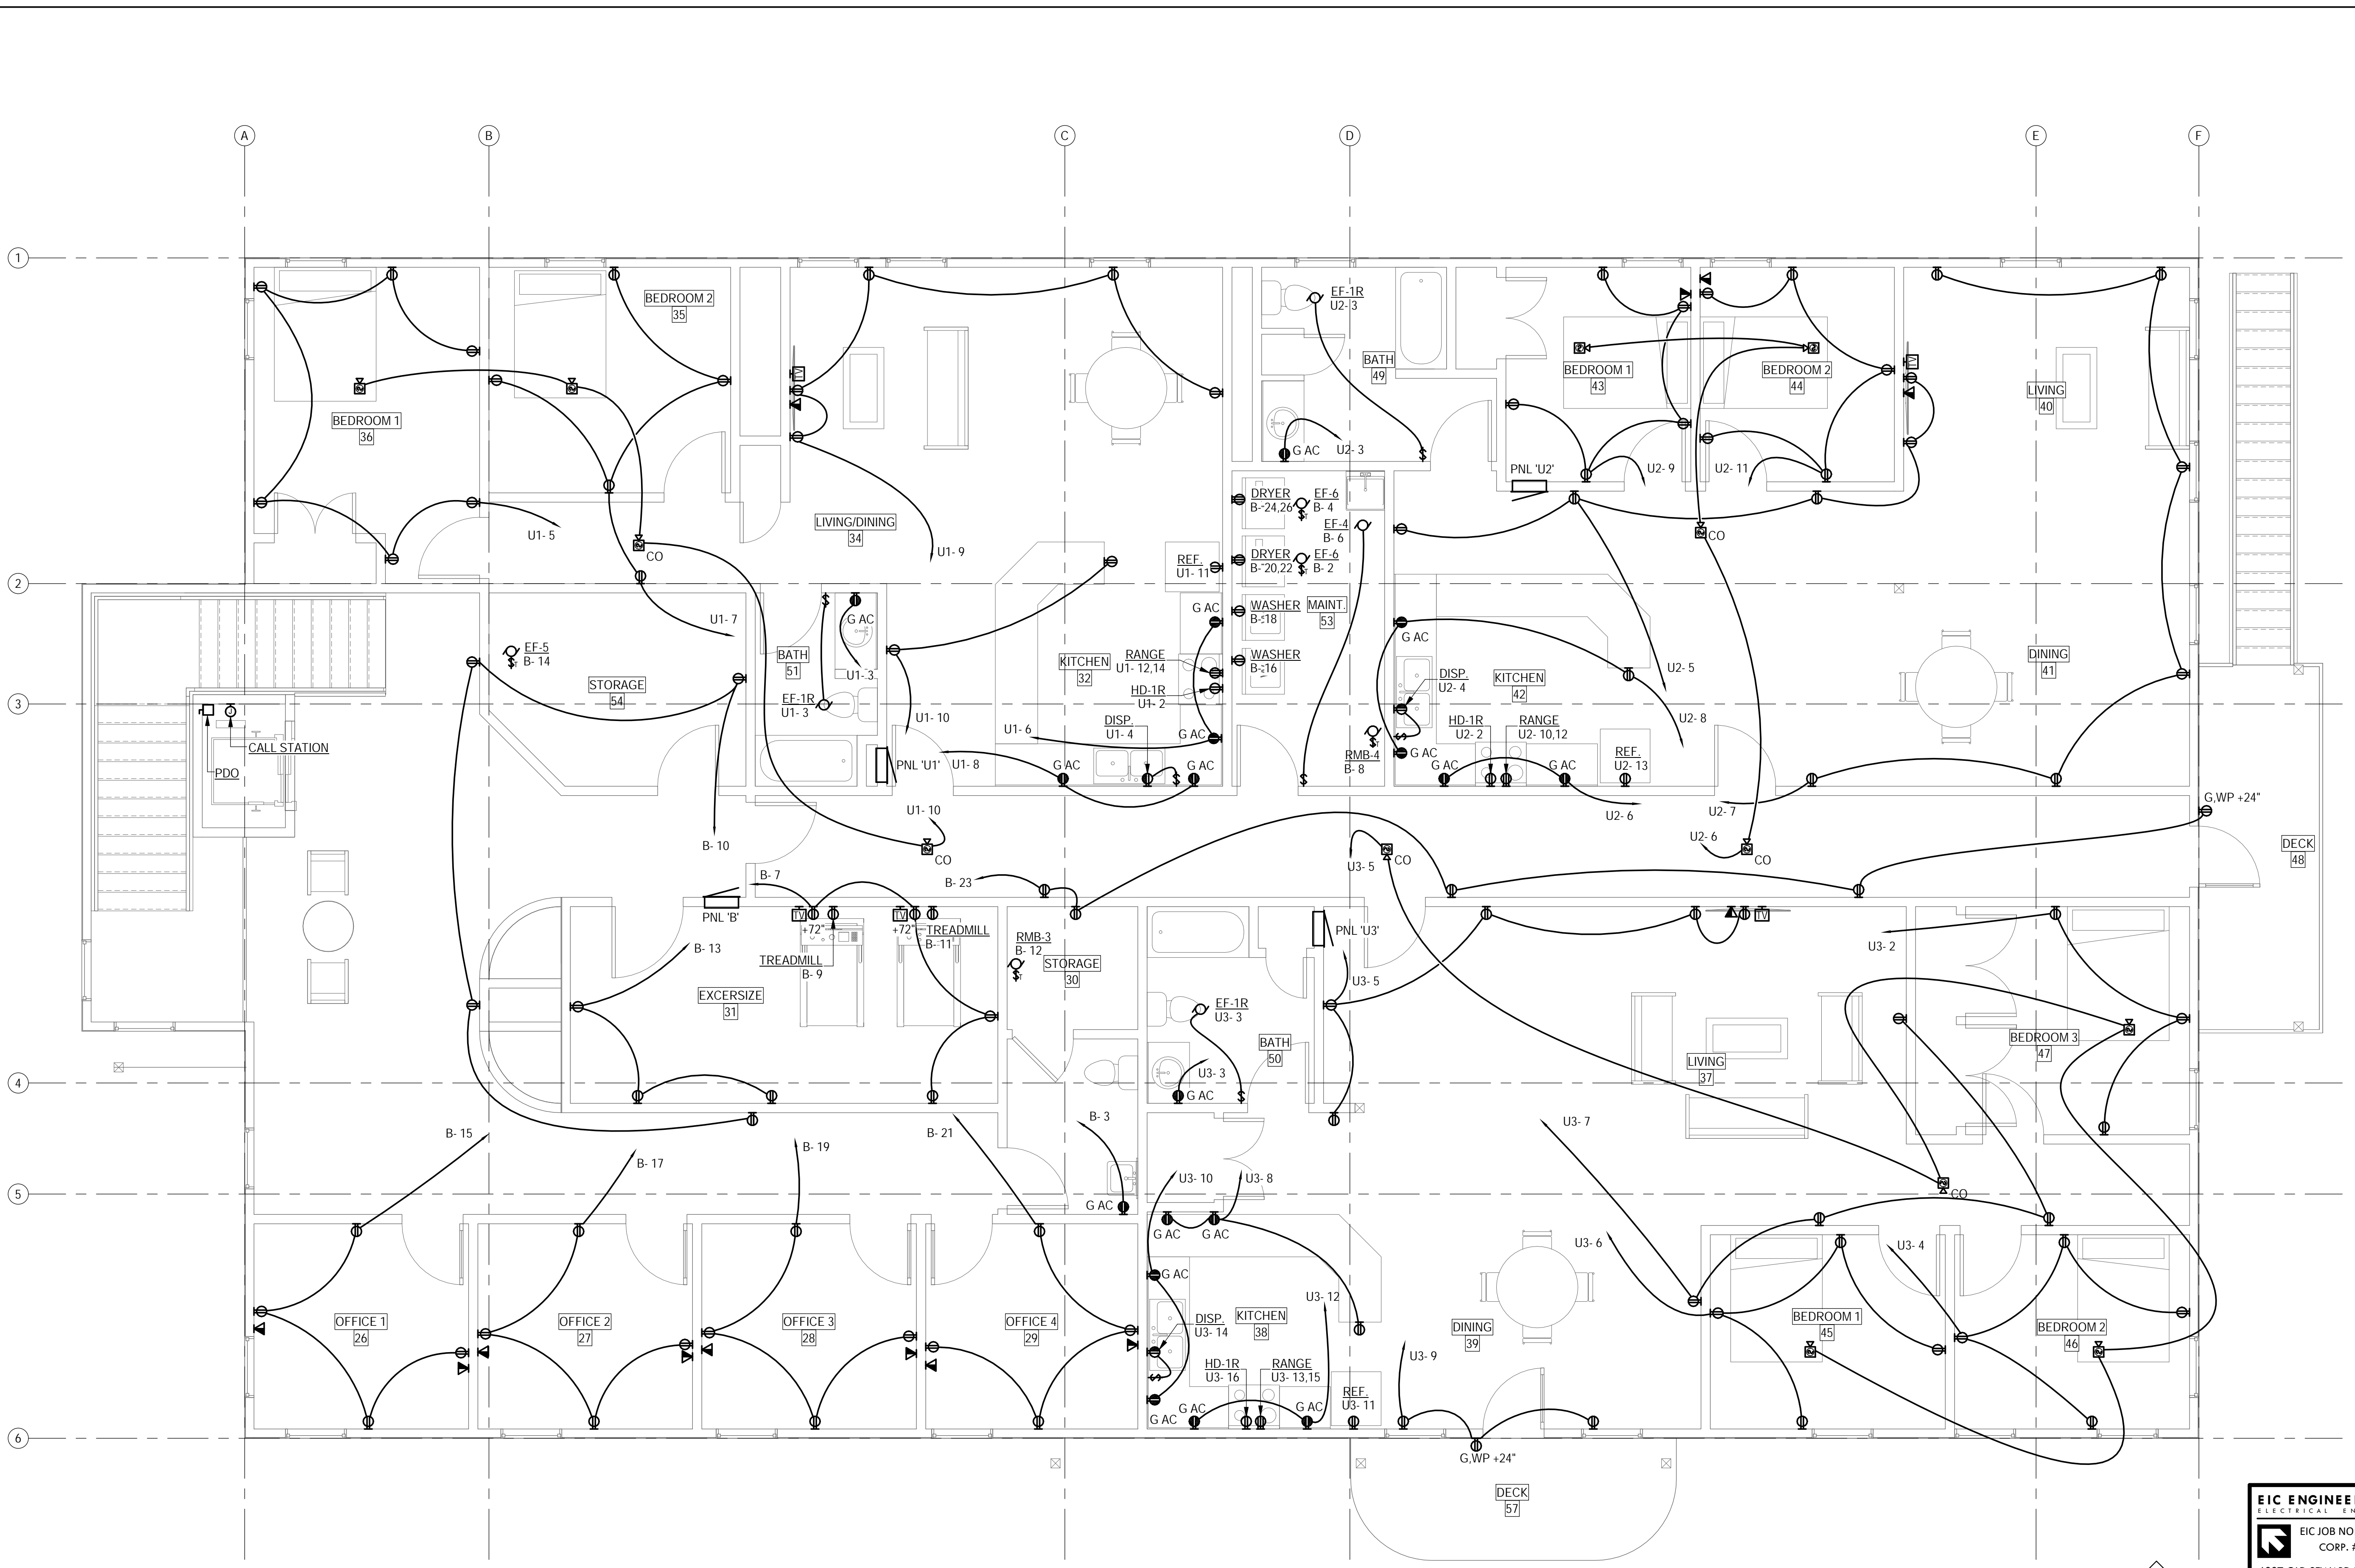 A
B
C
D
E
F
1
EF-1R
U2- 3
BEDROOM 2
35
BATH
49
BEDROOM 1
43
BEDROOM 2
44
TV
TV
LIVING
40
BEDROOM 1
36
G AC
U2- 3
U2- 9
U2- 11
PNL 'U2'
DRYER
B- 24,26
EF-6
B- 4
LIVING/DINING
34
U1- 5
EF-4
B- 6
CO
CO
U1- 9
DRYER
B- 20,22
EF-6
B- 2
REF.
U1- 11
2
WASHER
B- 18
MAINT.
53
G AC
G AC
U1- 7
G AC
EF-5
B- 14
BATH
51
KITCHEN
32
RANGE
U1- 12,14
WASHER
B- 16
DINING
41
U2- 5
U1- 3
STORAGE
54
DISP.
U2- 4
KITCHEN
42
HD-1R
U1- 2
EF-1R
U1- 3
3
J
U1- 10
DISP.
U1- 4
U1- 6
G AC
HD-1R
U2- 2
RANGE
U2- 10,12
U2- 8
CALL STATION
PDO
PNL 'U1'
U1- 8
G AC
G AC
RMB-4
B- 8
G AC
REF.
U2- 13
U1- 10
U2- 6
U2- 7
G,WP +24"
B- 10
U2- 6
CO
CO
CO
U3- 5
DECK
48
B- 7
B- 23
TV
TV
TV
PNL 'B'
+72"
+72"
TREADMILL
B- 11
RMB-3
B- 12
PNL 'U3'
B- 13
TREADMILL
B- 9
STORAGE
30
U3- 2
U3- 5
EXCERSIZE
31
EF-1R
U3- 3
BATH
50
BEDROOM 3
47
LIVING
37
4
U3- 3
G AC
B- 3
U3- 7
B- 15
B- 21
B- 19
B- 17
U3- 10
U3- 8
5
CO
G AC
G AC
G AC
U3- 6
U3- 4
G AC
U3- 12
OFFICE 1
26
OFFICE 2
27
OFFICE 3
28
OFFICE 4
29
DISP.
U3- 14
KITCHEN
38
DINING
39
BEDROOM 1
45
BEDROOM 2
46
HD-1R
U3- 16
RANGE
U3- 13,15
U3- 9
REF.
U3- 11
G AC
G AC
G AC
6
G,WP +24"
DECK
57
EIC ENGINEE
ELECTRICAL EN
EIC JOB NO
CORP. #